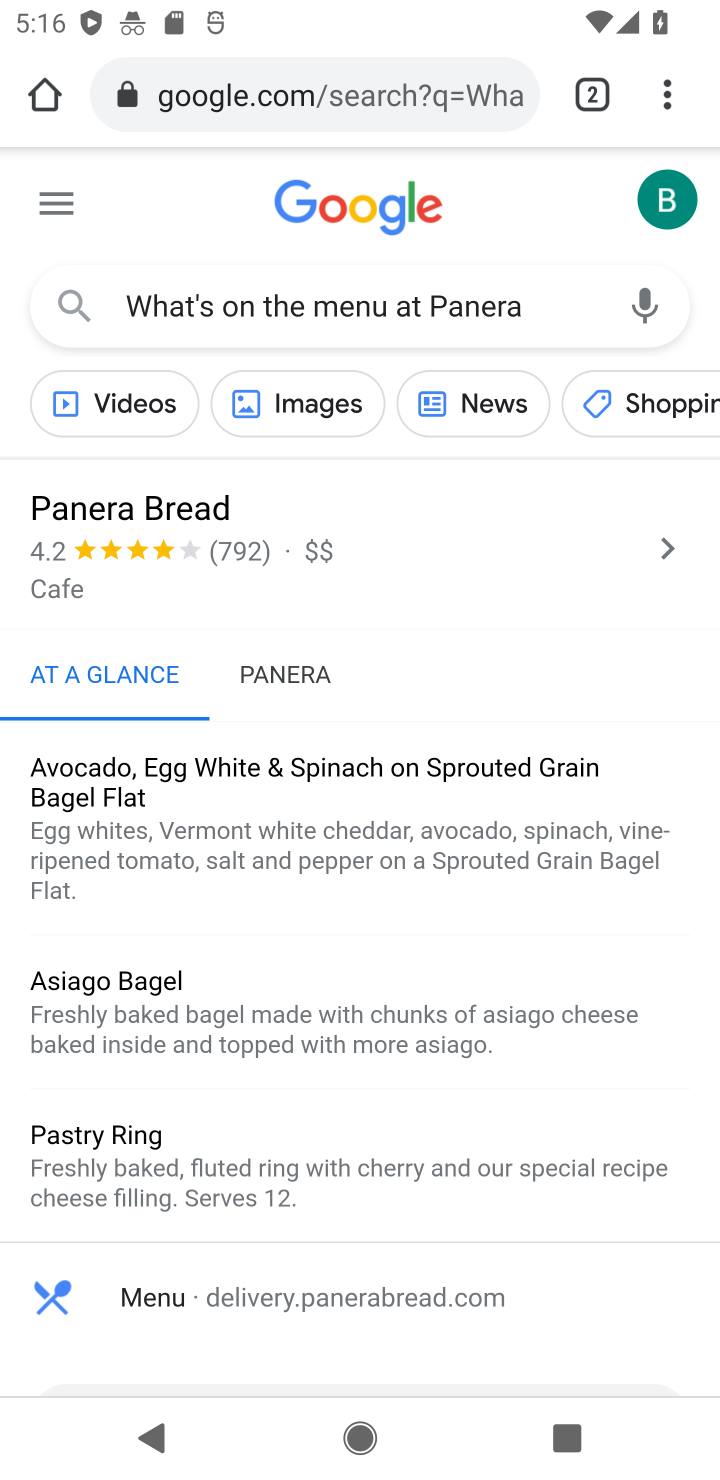 5:16
google.com/search?q=Wha
2
Google
B
What's on the menu at Panera
Videos
Images
News
Shoppin
Panera Bread
4.2 (792) · $$
Cafe
AT A GLANCE
PANERA
Avocado, Egg White & Spinach on Sprouted Grain
Bagel Flat
Egg whites, Vermont white cheddar, avocado, spinach, vine-
ripened tomato, salt and pepper on a Sprouted Grain Bagel
Flat.
Asiago Bagel
Freshly baked bagel made with chunks of asiago cheese
baked inside and topped with more asiago.
Pastry Ring
Freshly baked, fluted ring with cherry and our special recipe
cheese filling. Serves 12.
Menu · delivery.panerabread.com